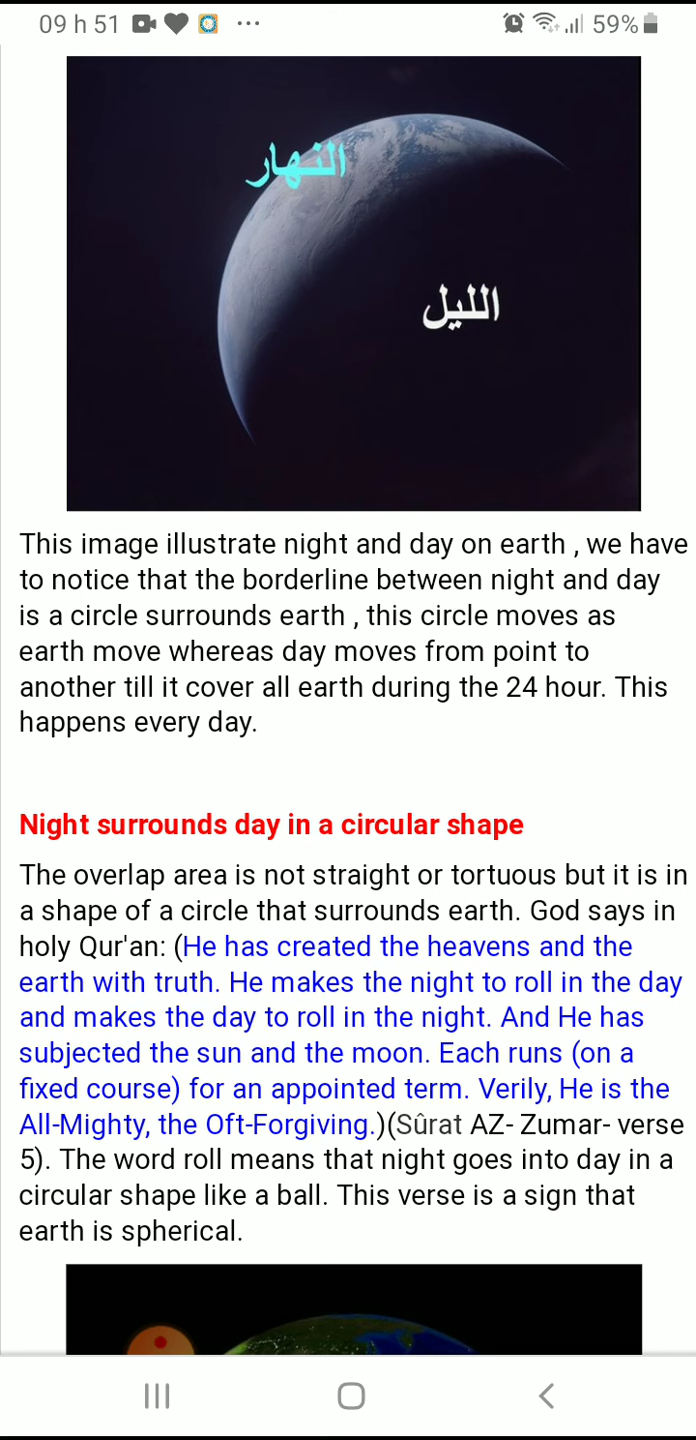 09 h 51 ... 59%
النهار
الليل
This image illustrate night and day on earth , we have
to notice that the borderline between night and day
is a circle surrounds earth , this circle moves as
earth move whereas day moves from point to
another till it cover all earth during the 24 hour. This
happens every day.
Night surrounds day in a circular shape
The overlap area is not straight or tortuous but it is in
a shape of a circle that surrounds earth. God says in
holy Qur'an: (He has created the heavens and the
earth with truth. He makes the night to roll in the day
and makes the day to roll in the night. And He has
subjected the sun and the moon. Each runs (on a
fixed course) for an appointed term. Verily, He is the
All-Mighty, the Oft-Forgiving.)(Sûrat AZ- Zumar- verse
5). The word roll means that night goes into day in a
circular shape like a ball. This verse is a sign that
earth is spherical.